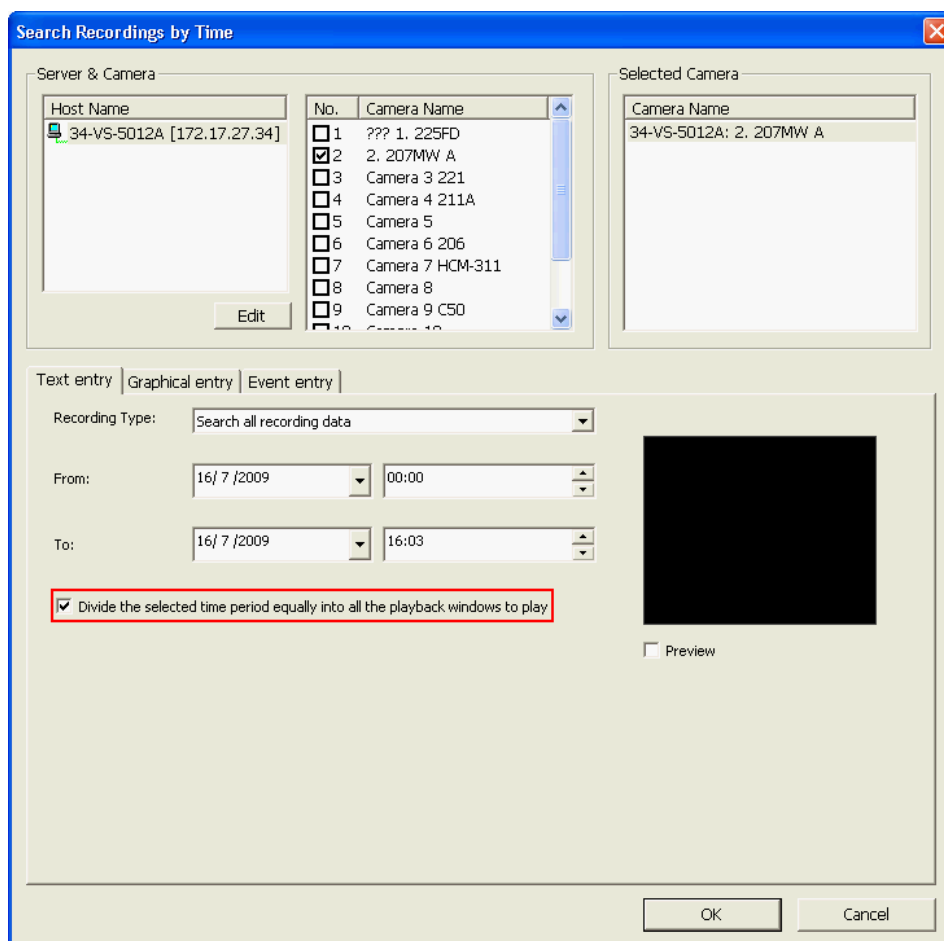 Search Recordings by Time
Server & Camera
Host Name
34-VS-5012A [172.17.27.34]
Edit
No. Camera Name
1 ??? 1. 225FD
2 2. 207MW A
3 Camera 3 221
4 Camera 4 211A
5 Camera 5
6 Camera 6 206
7 Camera 7 HCM-311
8 Camera 8
9 Camera 9 C50
Selected Camera
Camera Name
34-VS-5012A: 2. 207MW A
Text entry Graphical entry Event entry
Recording Type: Search all recording data
From: 16/ 7 /2009 00:00
To: 16/ 7 /2009 16:03
Divide the selected time period equally into all the playback windows to play
Preview
OK Cancel